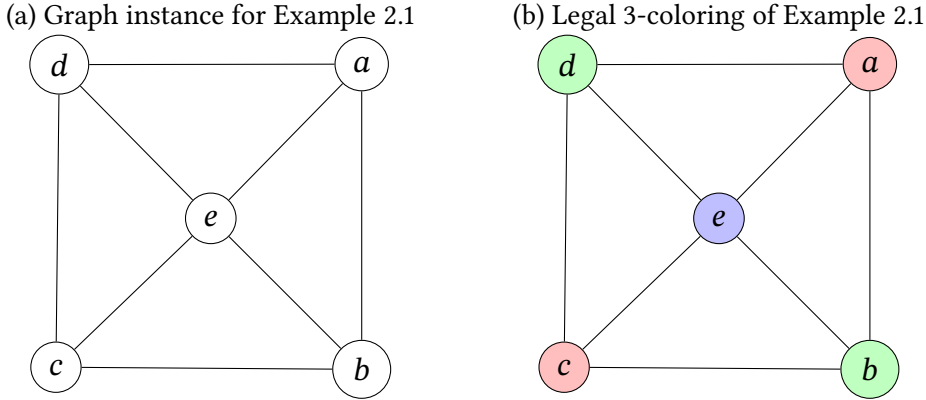 (a) Graph instance for Example 2.1
d
a
e
c
b
(b) Legal 3-coloring of Example 2.1
d
a
e
c
b